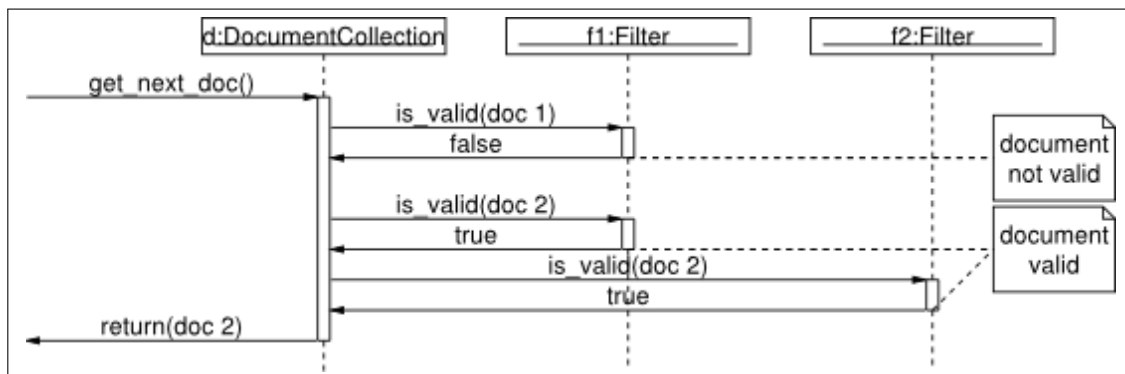 d:DocumentCollection
f1:Filter
f2:Filter
get_next_doc()
is_valid(doc 1)
false
document
not valid
is_valid(doc 2)
true
document
valid
is_valid(doc 2)
true
return(doc 2)